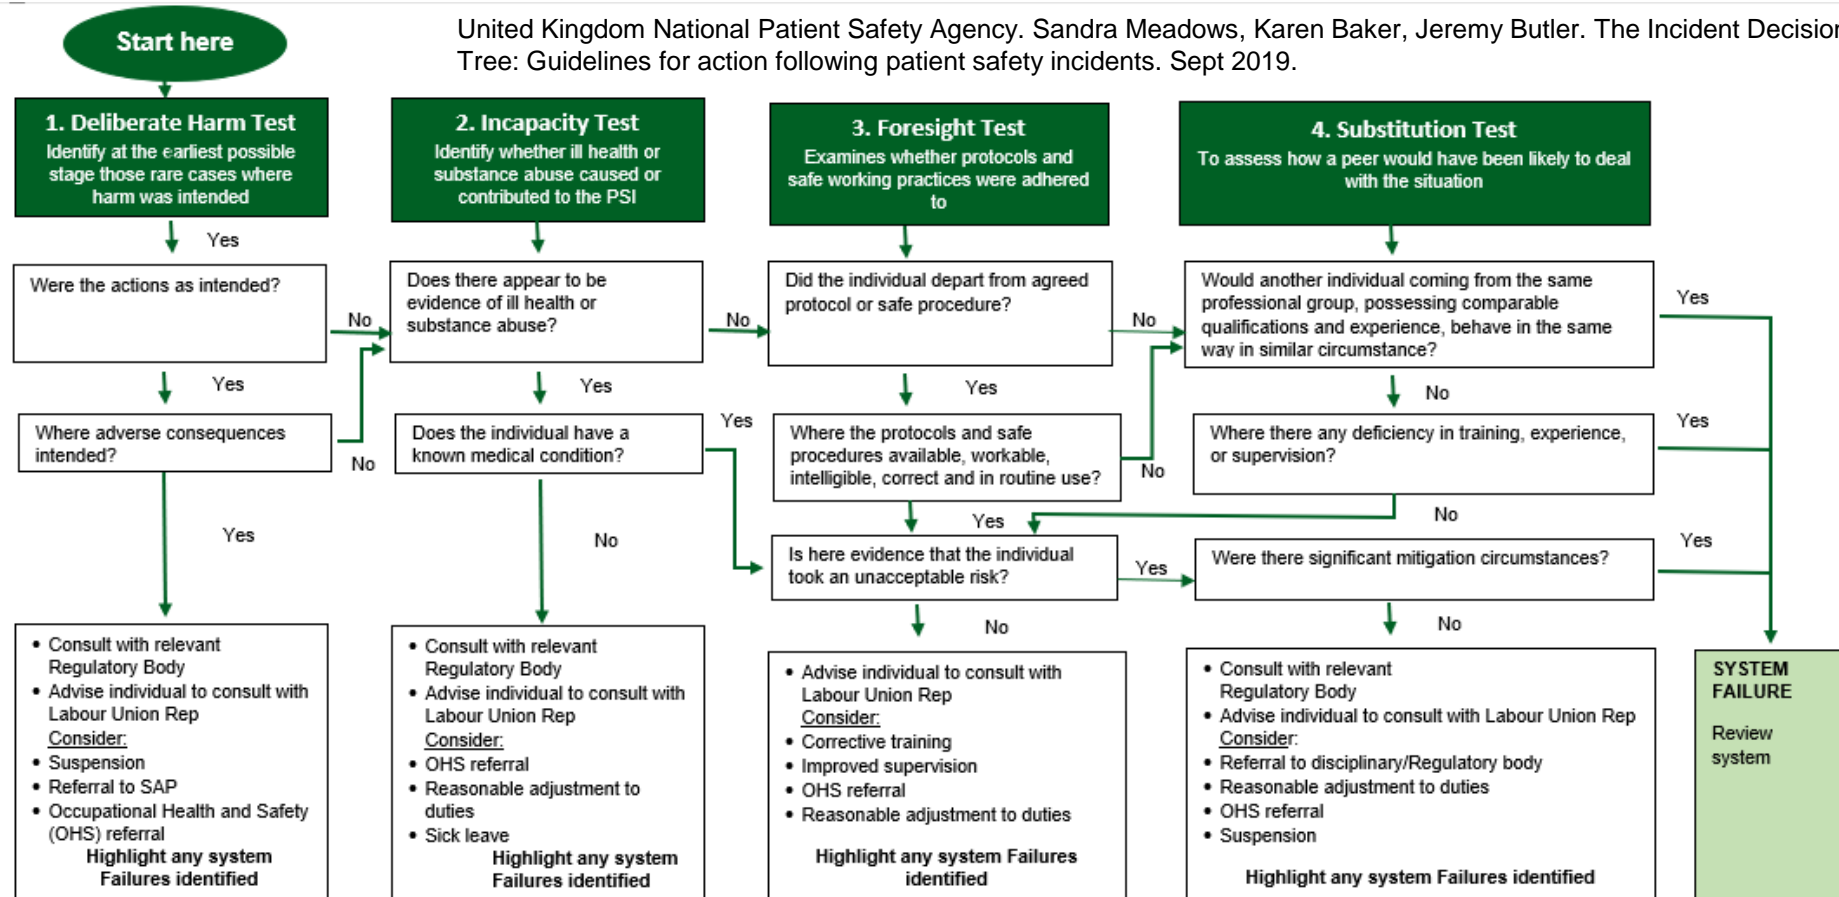 Start here
United Kingdom National Patient Safety Agency. Sandra Meadows, Karen Baker, Jeremy Butler. The Incident Decision
Tree: Guidelines for action following patient safety incidents. Sept 2019.
1. Deliberate Harm Test
Identify at the earliest possible
stage those rare cases where
harm was intended
Yes
Were the actions as intended?
No
Yes
Where adverse consequences
intended?
No
Yes
• Consult with relevant
Regulatory Body
• Advise individual to consult with
Labour Union Rep
Consider:
• Suspension
• Referral to SAP
• Occupational Health and Safety
(OHS) referral
Highlight any system
Failures identified
2. Incapacity Test
Identify whether ill health or
substance abuse caused or
contributed to the PSI
Does there appear to be
evidence of ill health or
substance abuse?
No
Yes
Does the individual have a
known medical condition?
Yes
No
• Consult with relevant
Regulatory Body
• Advise individual to consult with
Labour Union Rep
Consider:
• OHS referral
• Reasonable adjustment to
duties
• Sick leave
Highlight any system
Failures identified
3. Foresight Test
Examines whether protocols and
safe working practices were adhered
to
Did the individual depart from agreed
protocol or safe procedure?
No
Yes
Where the protocols and safe
procedures available, workable,
intelligible, correct and in routine use?
No
Yes
Is here evidence that the individual
took an unacceptable risk?
Yes
No
• Advise individual to consult with
Labour Union Rep
Consider:
• Corrective training
• Improved supervision
• OHS referral
• Reasonable adjustment to duties
Highlight any system Failures
identified
4. Substitution Test
To assess how a peer would have been likely to deal
with the situation
Would another individual coming from the same
professional group, possessing comparable
qualifications and experience, behave in the same
way in similar circumstance?
Yes
No
Where there any deficiency in training, experience,
or supervision?
Yes
No
Were there significant mitigation circumstances?
Yes
No
• Consult with relevant
Regulatory Body
• Advise individual to consult with Labour Union Rep
Consider:
• Referral to disciplinary/Regulatory body
• Reasonable adjustment to duties
• OHS referral
• Suspension
Highlight any system Failures identified
SYSTEM
FAILURE
Review
system